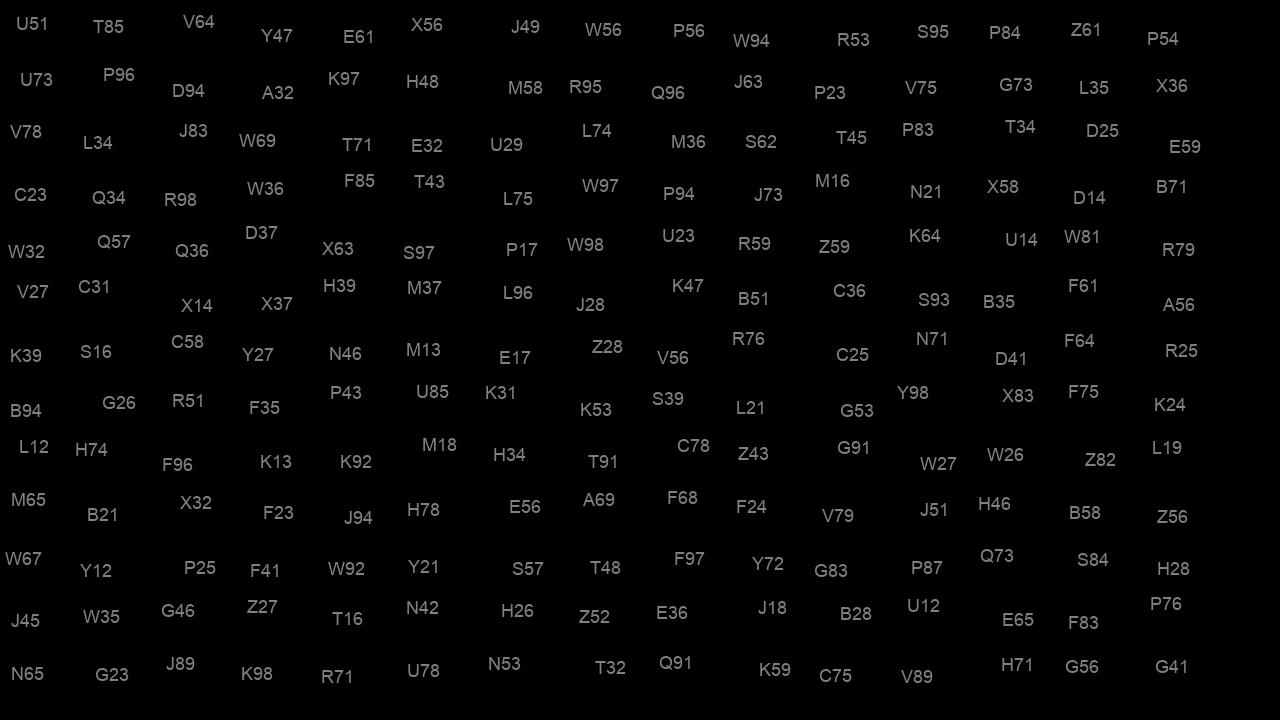 U51 T85 V64 Y47 E61 X56 J49 W56 P56 W94 R53 S95 P84 Z61 P54
U73 P96 D94 A32 K97 H48 M58 R95 Q96 J63 P23 V75 G73 L35 X36
V78 L34 J83 W69 T71 E32 U29 L74 M36 S62 T45 P83 T34 D25 E59
C23 Q34 R98 W36 F85 T43 L75 W97 P94 J73 M16 N21 X58 D14 B71
W32 Q57 Q36 D37 X63 S97 P17 W98 U23 R59 Z59 K64 U14 W81 R79
V27 C31 X14 X37 H39 M37 L96 J28 K47 B51 C36 S93 B35 F61 A56
K39 S16 C58 Y27 N46 M13 E17 Z28 V56 R76 C25 N71 D41 F64 R25
B94 G26 R51 F35 P43 U85 K31 K53 S39 L21 G53 Y98 X83 F75 K24
L12 H74 F96 K13 K92 M18 H34 T91 C78 Z43 G91 W27 W26 Z82 L19
M65 B21 X32 F23 J94 H78 E56 A69 F68 F24 V79 J51 H46 B58 Z56
W67 Y12 P25 F41 W92 Y21 S57 T48 F97 Y72 G83 P87 Q73 S84 H28
J45 W35 G46 Z27 T16 N42 H26 Z52 E36 J18 B28 U12 E65 F83 P76
N65 G23 J89 K98 R71 U78 N53 T32 Q91 K59 C75 V89 H71 G56 G41